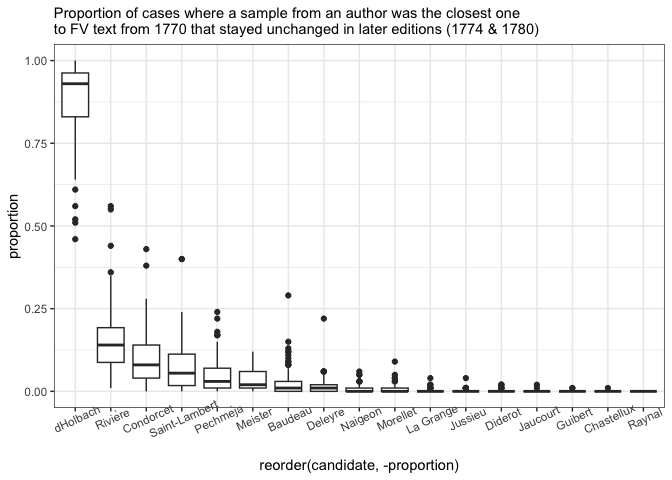 Proportion of cases where a sample from an author was the closest one
to FV text from 1770 that stayed unchanged in later editions (1774 & 1780)
1.00
0.75
0.50
0.25
0.00
proportion
dHolbach
Rivière
Condorcet
Saint-Lambert
Pechmeja
Meister
Baudeau
Deleyre
Naigeon
Morellet
La Grange
Jussieu
Diderot
Jaucourt
Guibert
Chastellux
Raynal
reorder(candidate, -proportion)